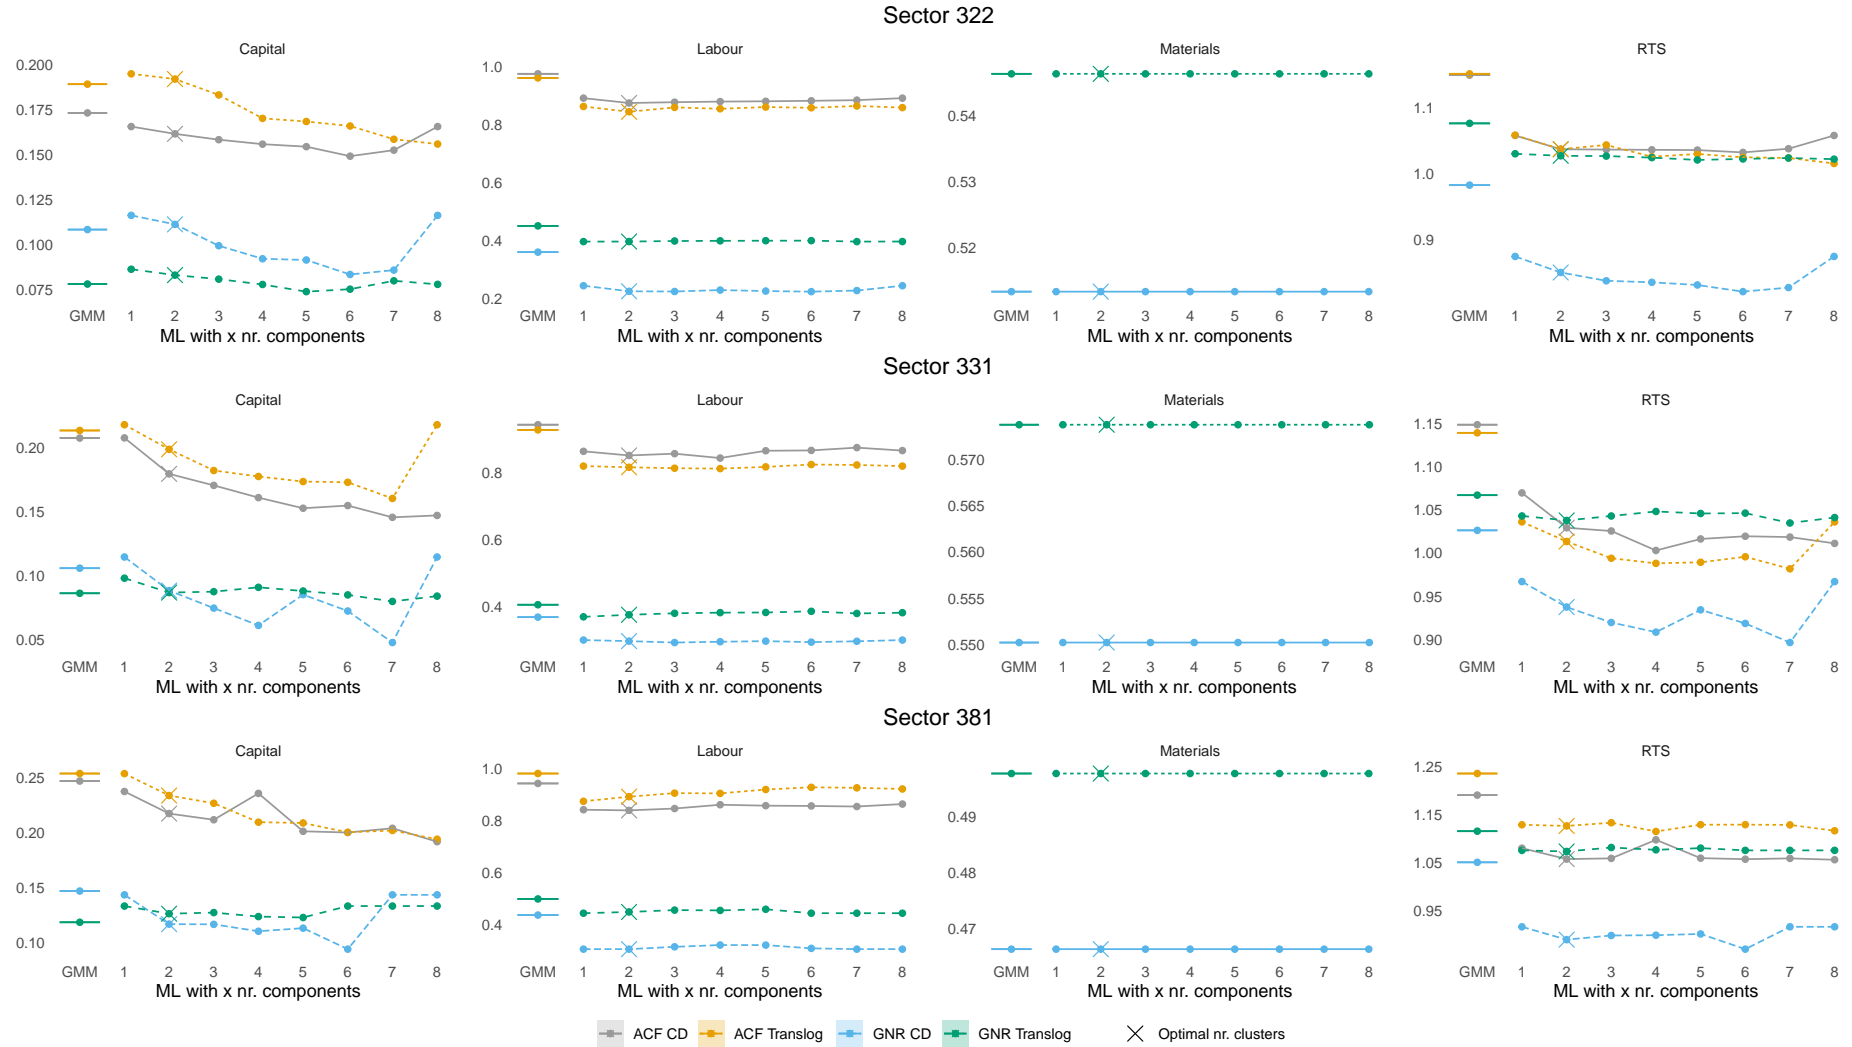 Sector 322
Capital Labour Materials RTS
0.200
0.175
0.150
0.125
0.100
0.075
GMM 1 2 3 4 5 6 7 8
ML with x nr. components
1.0
0.8
0.6
0.4
0.2
GMM 1 2 3 4 5 6 7 8
ML with x nr. components
0.54
0.53
0.52
GMM 1 2 3 4 5 6 7 8
ML with x nr. components
1.1
1.0
0.9
GMM 1 2 3 4 5 6 7 8
ML with x nr. components
Sector 331
Capital Labour Materials RTS
0.20
0.15
0.10
0.05
GMM 1 2 3 4 5 6 7 8
ML with x nr. components
0.8
0.6
0.4
GMM 1 2 3 4 5 6 7 8
ML with x nr. components
0.570
0.565
0.560
0.555
0.550
GMM 1 2 3 4 5 6 7 8
ML with x nr. components
1.15
1.10
1.05
1.00
0.95
0.90
GMM 1 2 3 4 5 6 7 8
ML with x nr. components
Sector 381
Capital Labour Materials RTS
0.25
0.20
0.15
0.10
GMM 1 2 3 4 5 6 7 8
ML with x nr. components
1.0
0.8
0.6
0.4
GMM 1 2 3 4 5 6 7 8
ML with x nr. components
0.49
0.48
0.47
GMM 1 2 3 4 5 6 7 8
ML with x nr. components
1.25
1.15
1.05
0.95
GMM 1 2 3 4 5 6 7 8
ML with x nr. components
ACF CD ACF Translog GNR CD GNR Translog Optimal nr. clusters